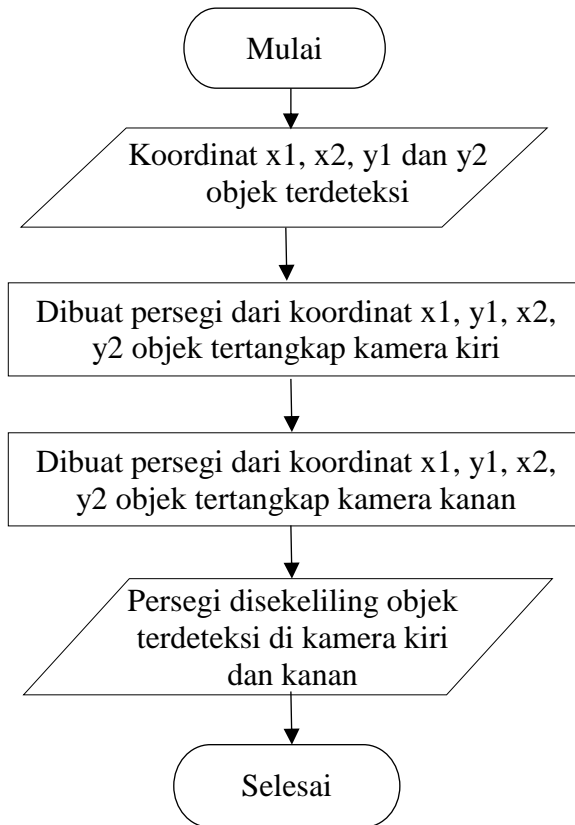 Mulai
Koordinat x1, x2, y1 dan y2
objek terdeteksi
Dibuat persegi dari koordinat x1, y1, x2,
y2 objek tertangkap kamera kiri
Dibuat persegi dari koordinat x1, y1, x2,
y2 objek tertangkap kamera kanan
Persegi disekeliling objek
terdeteksi di kamera kiri
dan kanan
Selesai